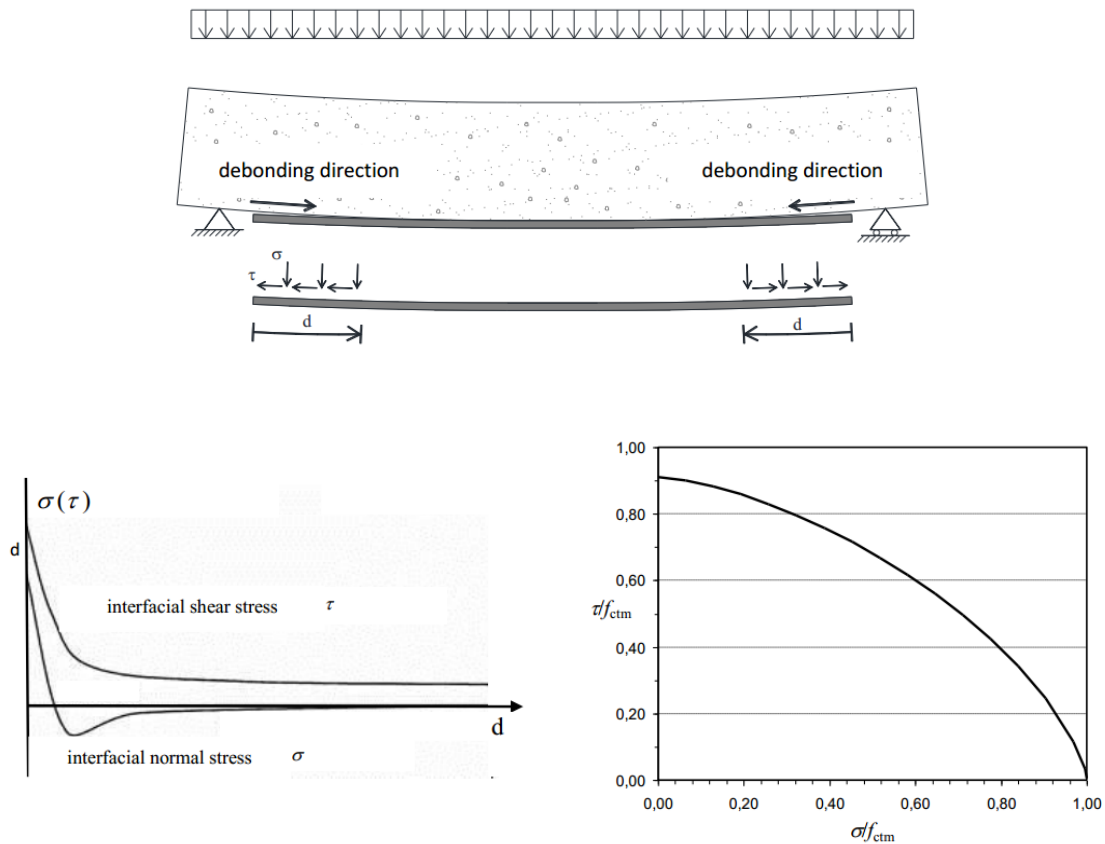 debonding direction debonding direction
σ
τ
d d
σ(τ)
d
interfacial shear stress τ
d
interfacial normal stress σ
1,00
0,80
0,60
τ/fctm
0,40
0,20
0,00
0,00 0,20 0,40 0,60 0,80 1,00
σ/fctm